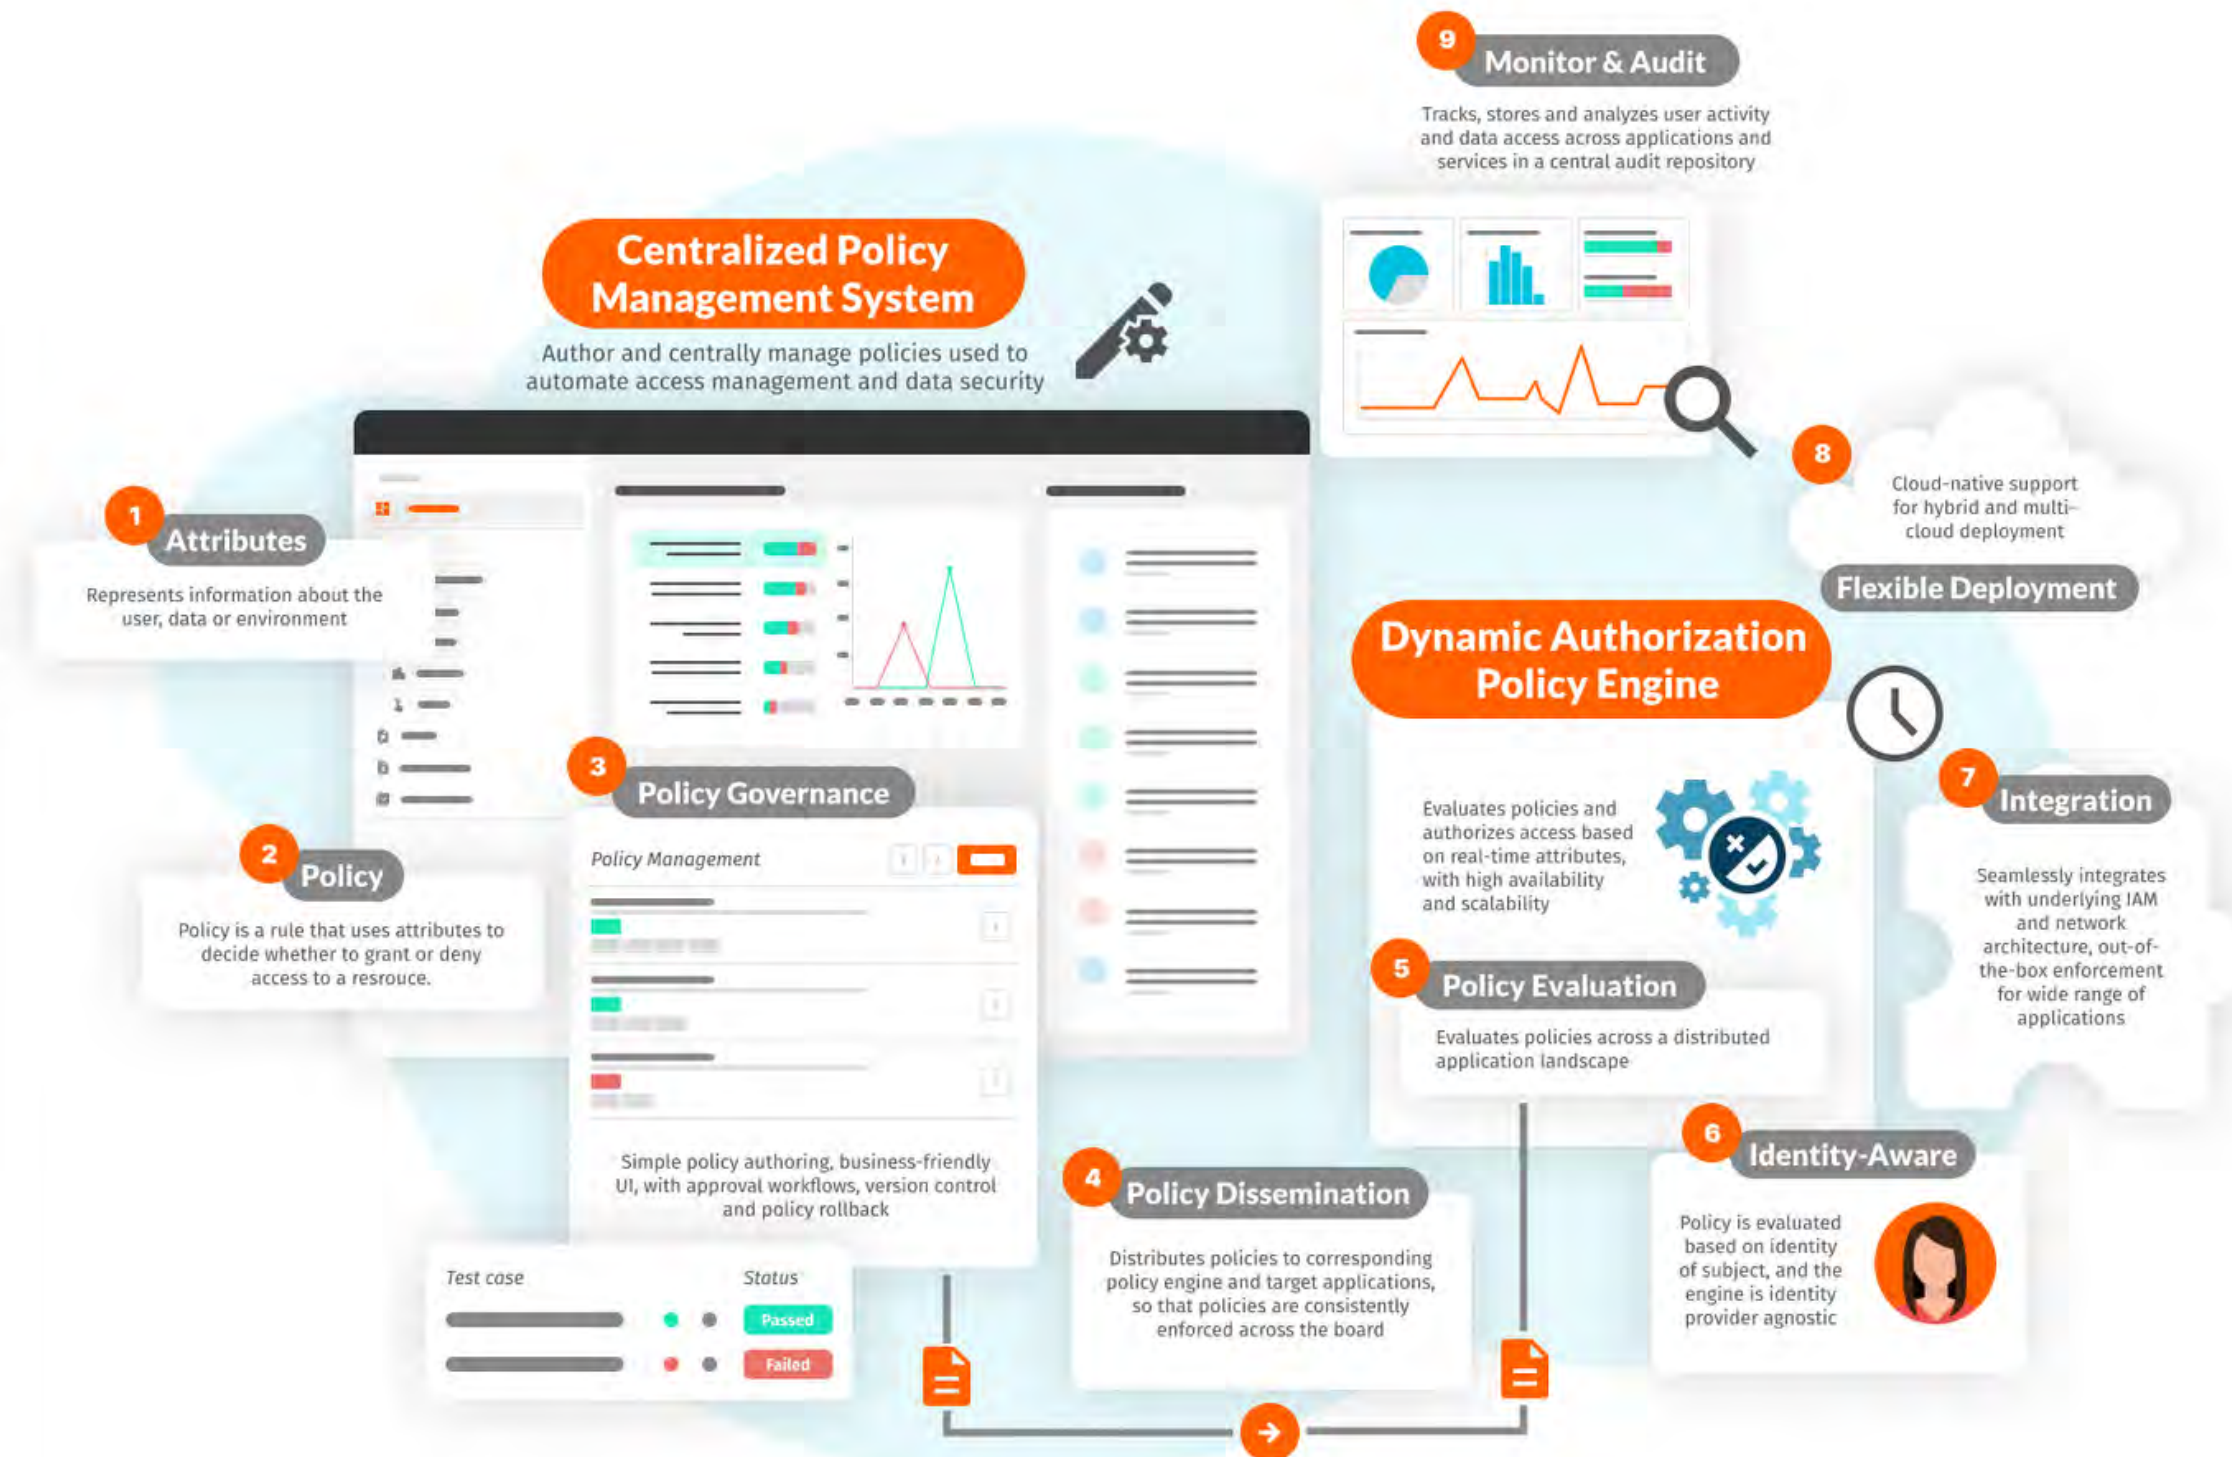 9
Monitor & Audit
Tracks, stores and analyzes user activity
and data access across applications and
services in a central audit repository
Centralized Policy
Management System
Author and centrally manage policies used to
automate access management and data security
1
Attributes
Represents information about the
user, data or environment
2
Policy
Policy is a rule that uses attributes to
decide whether to grant or deny
access to a resrouce.
3
Policy Governance
Policy Management
Simple policy authoring, business-friendly
UI, with approval workflows, version control
and policy rollback
Test case Status
Passed
Failed
4
Policy Dissemination
Distributes policies to corresponding
policy engine and target applications,
so that policies are consistently
enforced across the board
Dynamic Authorization
Policy Engine
Evaluates policies and
authorizes access based
on real-time attributes,
with high availability
and scalability
5
Policy Evaluation
Evaluates policies across a distributed
application landscape
6
Identity-Aware
Policy is evaluated
based on identity
of subject, and the
engine is identity
provider agnostic
7
Integration
Seamlessly integrates
with underlying IAM
and network
architecture, out-of-
the-box enforcement
for wide range of
applications
8
Cloud-native support
for hybrid and multi-
cloud deployment
Flexible Deployment